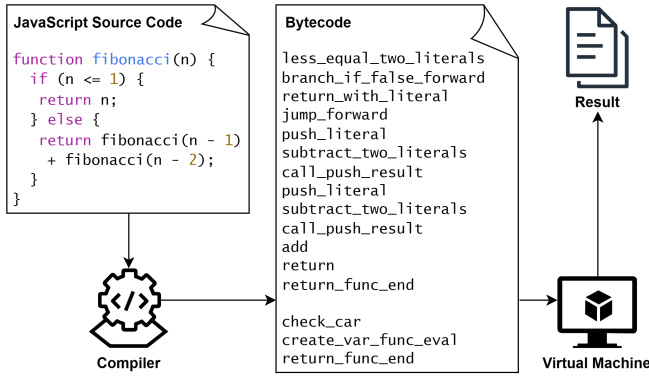 JavaScript Source Code
function fibonacci(n) {
if (n <= 1) {
return n;
} else {
return fibonacci(n - 1)
+ fibonacci(n - 2);
}
}
Compiler
Bytecode
less_equal_two_literals
branch_if_false_forward
return_with_literal
jump_forward
push_literal
subtract_two_literals
call_push_result
push_literal
subtract_two_literals
call_push_result
add
return
return_func_end
check_car
create_var_func_eval
return_func_end
Result
Virtual Machine